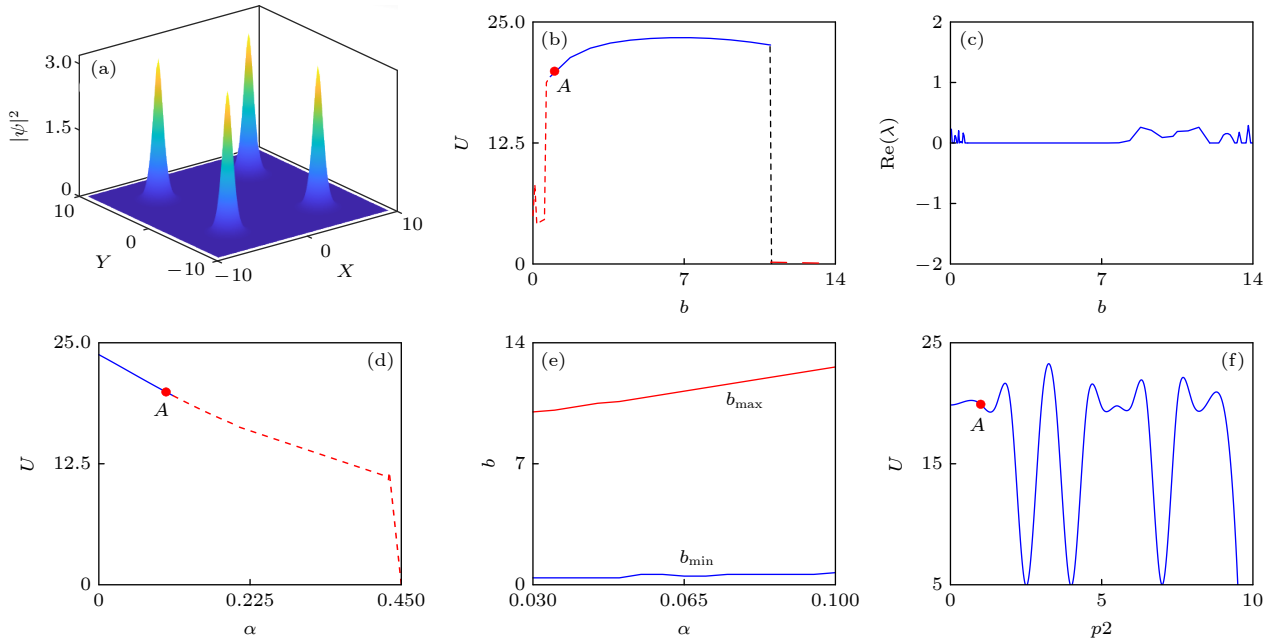 (a)
|ψ|²
3.0
1.5
0
10
0
−10
Y
−10
0
10
X
(b)
U
25.0
12.5
0
A
0
7
14
b
(c)
Re(λ)
2
1
0
−1
−2
0
7
14
b
(d)
U
25.0
12.5
0
A
0
0.225
0.450
α
(e)
b
14
7
0
b_max
b_min
0.030
0.065
0.100
α
(f)
U
25
15
5
A
0
5
10
p2